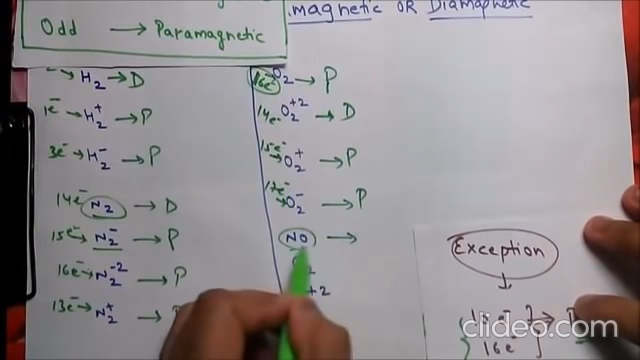 Odd → Paramagnetic
magnetic OR Diamagnetic
H2 → D
1e⁻ → H2⁺ → P
3e⁻ → H2⁻ → P
14e⁻ N2 → D
15e⁻ → N2⁻ → P
16e⁻ → N2⁻² → P
13e⁻ → N2⁺ →
16e⁻ O2 → P
14e⁻ O2⁺² → D
15e⁻ → O2⁺ → P
17e⁻ → O2⁻ → P
NO →
+2
Exception
↓
16e⁻
clideo.com